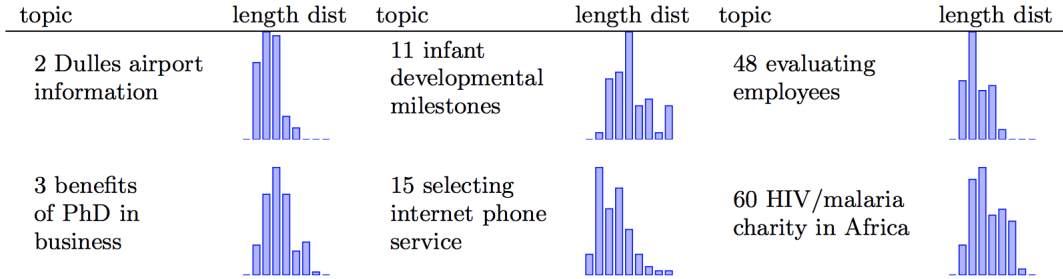 topic length dist topic length dist topic length dist
2 Dulles airport
information
11 infant
developmental
milestones
48 evaluating
employees
3 benefits
of PhD in
business
15 selecting
internet phone
service
60 HIV/malaria
charity in Africa